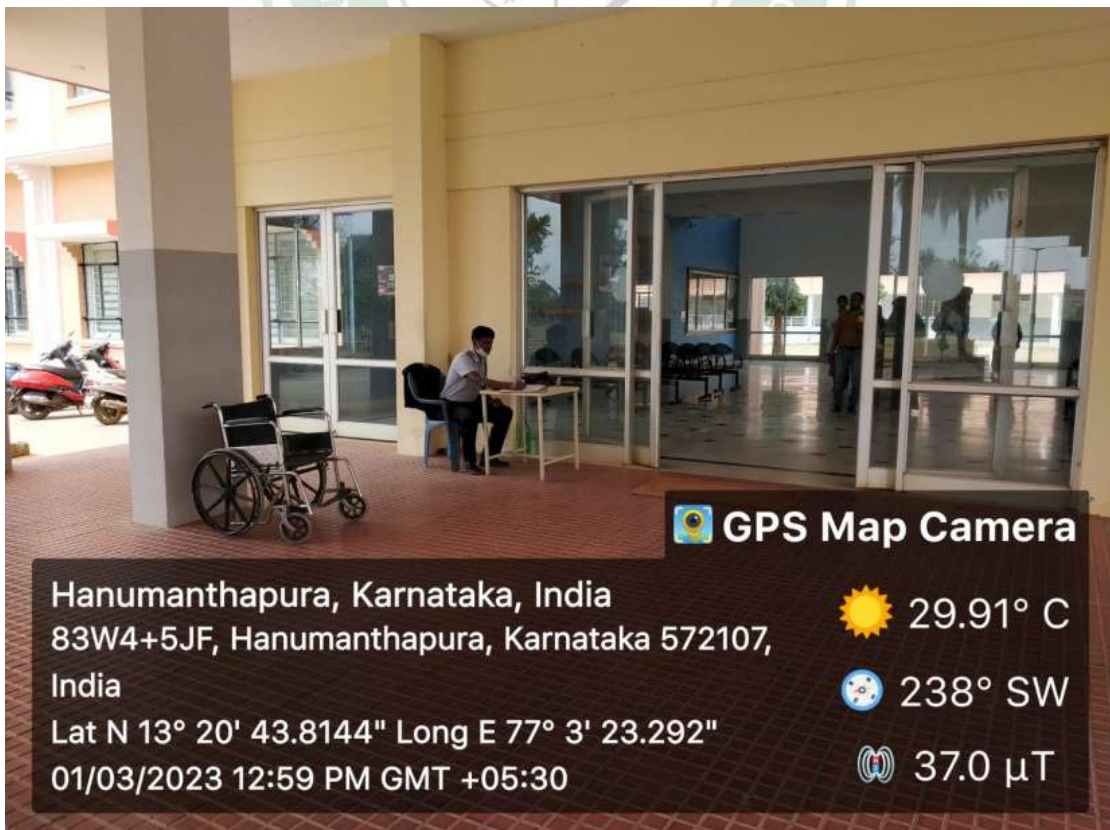 GPS Map Camera
Hanumanthapura, Karnataka, India
83W4+5JF, Hanumanthapura, Karnataka 572107,
India
Lat N 13° 20' 43.8144" Long E 77° 3' 23.292"
01/03/2023 12:59 PM GMT +05:30
29.91° C
238° SW
37.0 µT